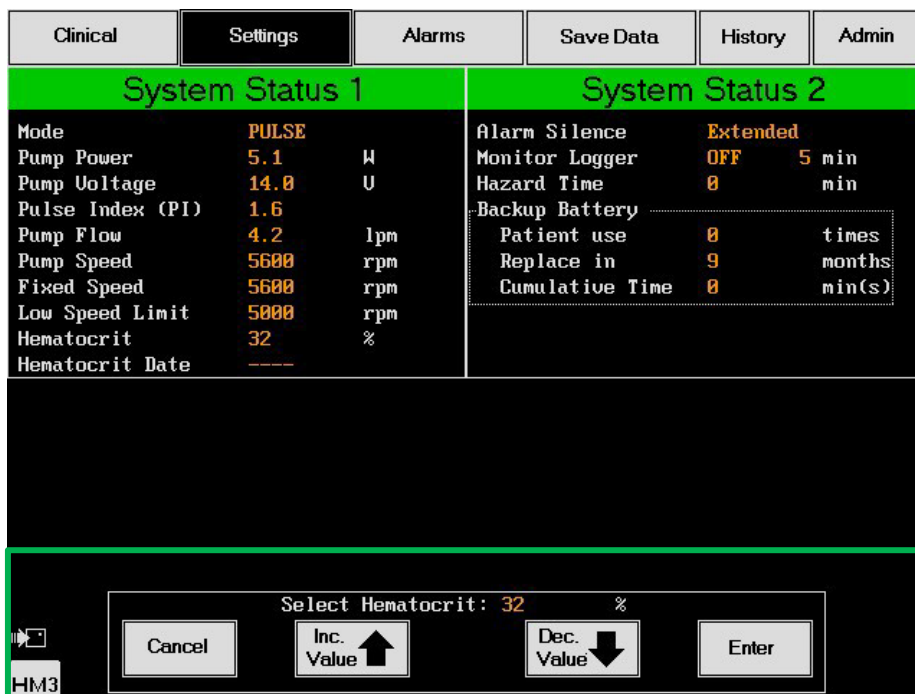 Clinical Settings Alarms Save Data History Admin
System Status 1
Mode PULSE
Pump Power 5.1 W
Pump Voltage 14.0 V
Pulse Index (PI) 1.6
Pump Flow 4.2 lpm
Pump Speed 5600 rpm
Fixed Speed 5600 rpm
Low Speed Limit 5000 rpm
Hematocrit 32 %
Hematocrit Date ----
System Status 2
Alarm Silence Extended
Monitor Logger OFF 5 min
Hazard Time 0 min
Backup Battery
Patient use 0 times
Replace in 9 months
Cumulative Time 0 min(s)
Select Hematocrit: 32 %
Cancel Inc. Value Dec. Value Enter
HM3